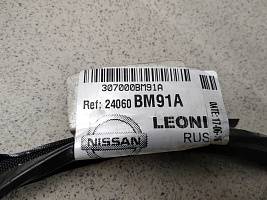 307000BM91A
Ref: 24060 BM91A
LEONI
RUS
NISSAN